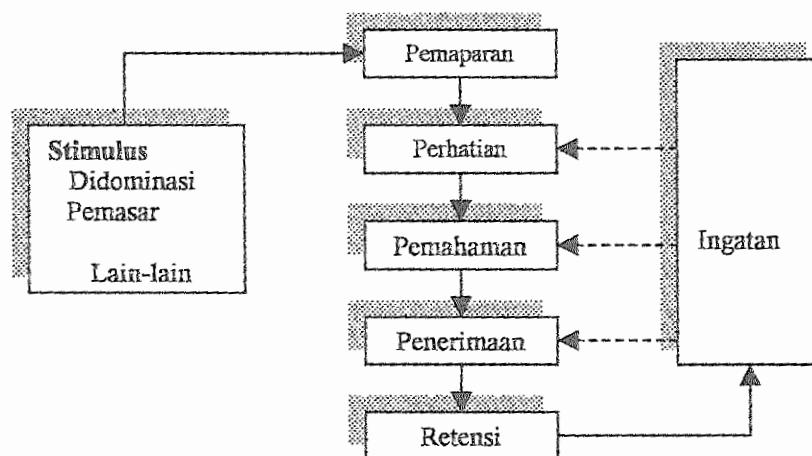 Pemaparan
Stimulus
Didominasi
Pemasar
Lain-lain
Perhatian
Pemahaman
Ingatan
Penerimaan
Retensi